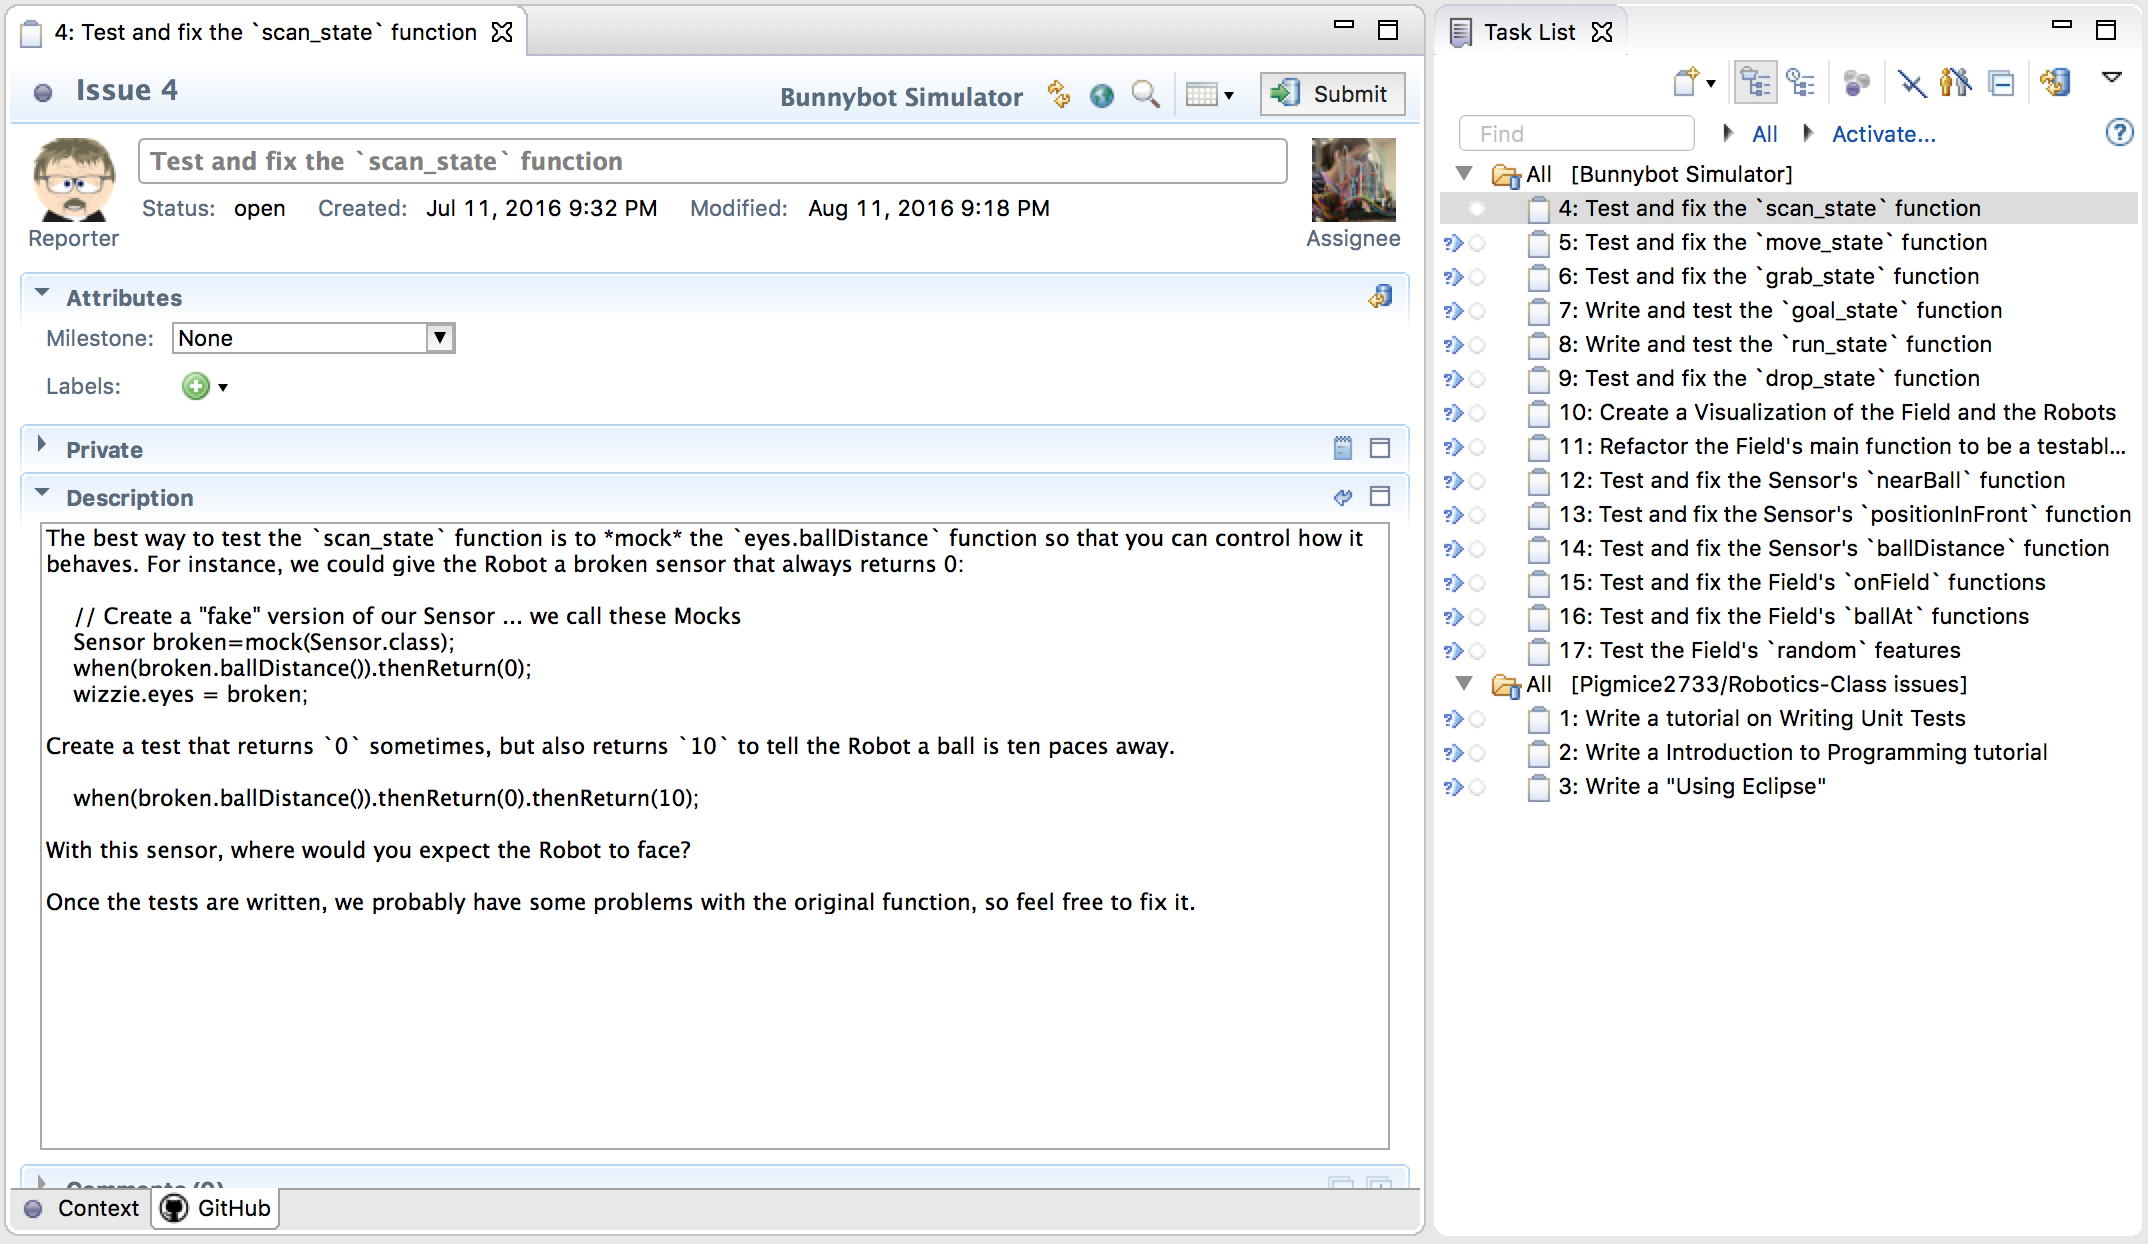 4: Test and fix the `scan_state` function
Issue 4
Bunnybot Simulator
Submit
Test and fix the `scan_state` function
Status: open Created: Jul 11, 2016 9:32 PM Modified: Aug 11, 2016 9:18 PM
Reporter
Assignee
Attributes
Milestone: None
Labels:
Private
Description
The best way to test the `scan_state` function is to *mock* the `eyes.ballDistance` function so that you can control how it
behaves. For instance, we could give the Robot a broken sensor that always returns 0:
// Create a "fake" version of our Sensor ... we call these Mocks
Sensor broken=mock(Sensor.class);
when(broken.ballDistance()).thenReturn(0);
wizzie.eyes = broken;
Create a test that returns `0` sometimes, but also returns `10` to tell the Robot a ball is ten paces away.
when(broken.ballDistance()).thenReturn(0).thenReturn(10);
With this sensor, where would you expect the Robot to face?
Once the tests are written, we probably have some problems with the original function, so feel free to fix it.
Comments (0)
Context
GitHub
Task List
Find
All
Activate...
All [Bunnybot Simulator]
4: Test and fix the `scan_state` function
5: Test and fix the `move_state` function
6: Test and fix the `grab_state` function
7: Write and test the `goal_state` function
8: Write and test the `run_state` function
9: Test and fix the `drop_state` function
10: Create a Visualization of the Field and the Robots
11: Refactor the Field's main function to be a testabl...
12: Test and fix the Sensor's `nearBall` function
13: Test and fix the Sensor's `positionInFront` function
14: Test and fix the Sensor's `ballDistance` function
15: Test and fix the Field's `onField` functions
16: Test and fix the Field's `ballAt` functions
17: Test the Field's `random` features
All [Pigmice2733/Robotics-Class issues]
1: Write a tutorial on Writing Unit Tests
2: Write a Introduction to Programming tutorial
3: Write a "Using Eclipse"